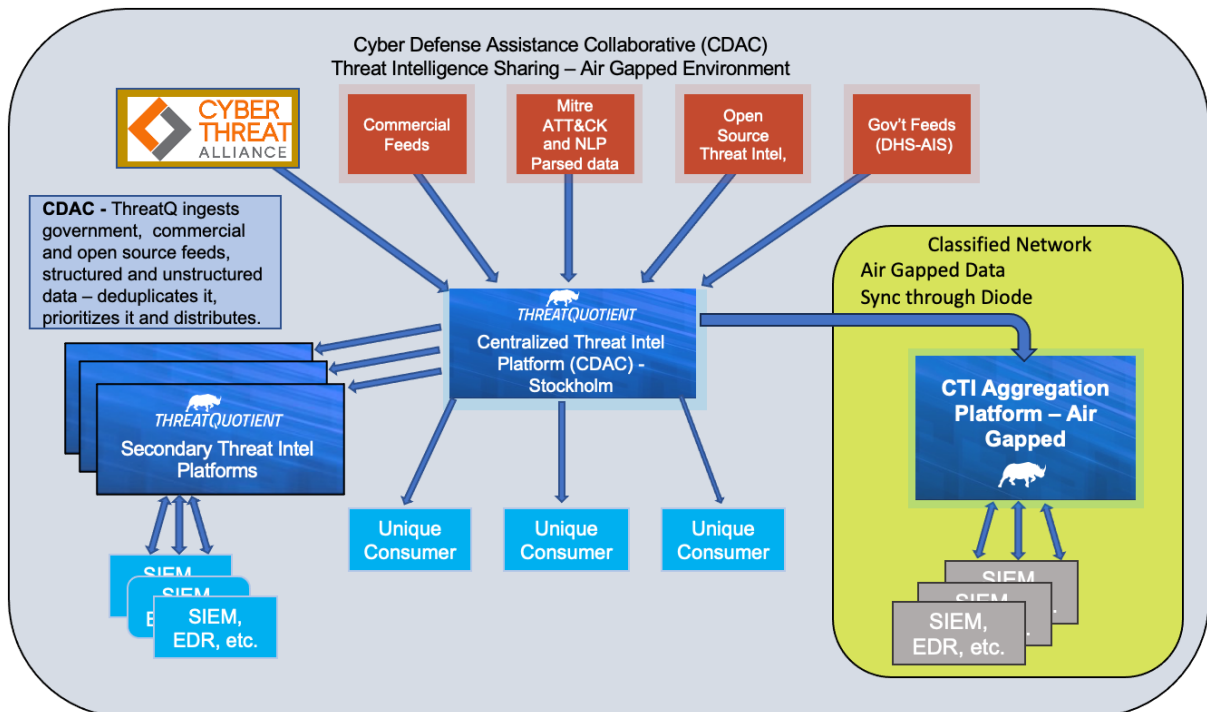 Cyber Defense Assistance Collaborative (CDAC)
Threat Intelligence Sharing – Air Gapped Environment
CYBER
THREAT
ALLIANCE
Commercial
Feeds
Mitre
ATT&CK
and NLP
Parsed data
Open
Source
Threat Intel,
Gov't Feeds
(DHS-AIS)
CDAC - ThreatQ ingests
government, commercial
and open source feeds,
structured and unstructured
data – deduplicates it,
prioritizes it and distributes.
Classified Network
Air Gapped Data
Sync through Diode
THREATQUOTIENT
Centralized Threat Intel
Platform (CDAC) -
Stockholm
THREATQUOTIENT
Secondary Threat Intel
Platforms
CTI Aggregation
Platform – Air
Gapped
Unique
Consumer
Unique
Consumer
Unique
Consumer
SIEM
SIEM
E
SIEM,
EDR, etc.
SIEM
SIEM
SIEM,
EDR, etc.